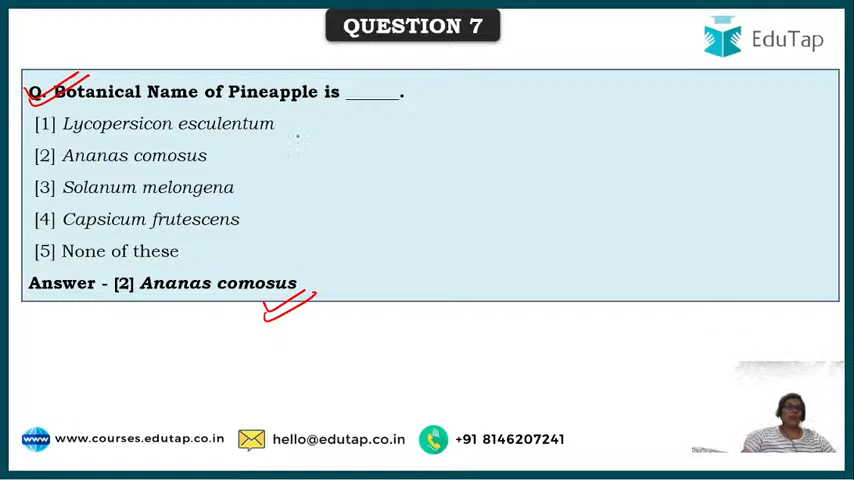 QUESTION 7
EduTap
Q. Botanical Name of Pineapple is ______.
[1] Lycopersicon esculentum
[2] Ananas comosus
[3] Solanum melongena
[4] Capsicum frutescens
[5] None of these
Answer - [2] Ananas comosus
www www.courses.edutap.co.in hello@edutap.co.in +91 8146207241